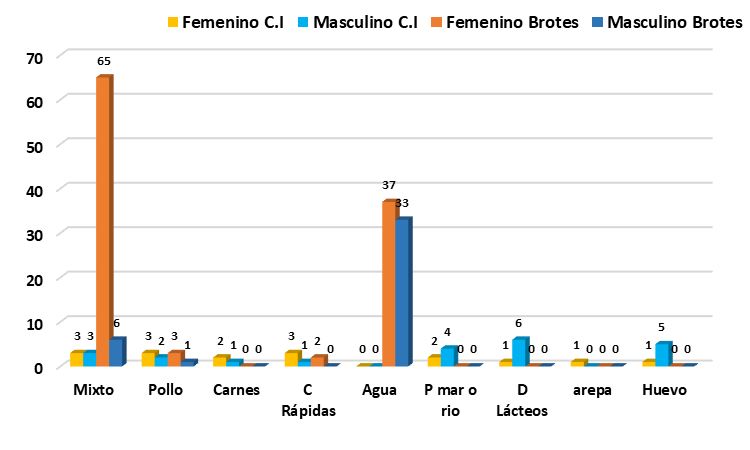 Femenino C.I Masculino C.I Femenino Brotes Masculino Brotes
70
60
50
40
30
20
10
0
3 3 65 6
3 2 3 1
2 1 0 0
3 1 2 0
0 0 37 33
2 4 0 0
1 6 0 0
1 0 0 0
1 5 0 0
Mixto Pollo Carnes C Agua P mar o D arepa Huevo
Rápidas rio Lácteos